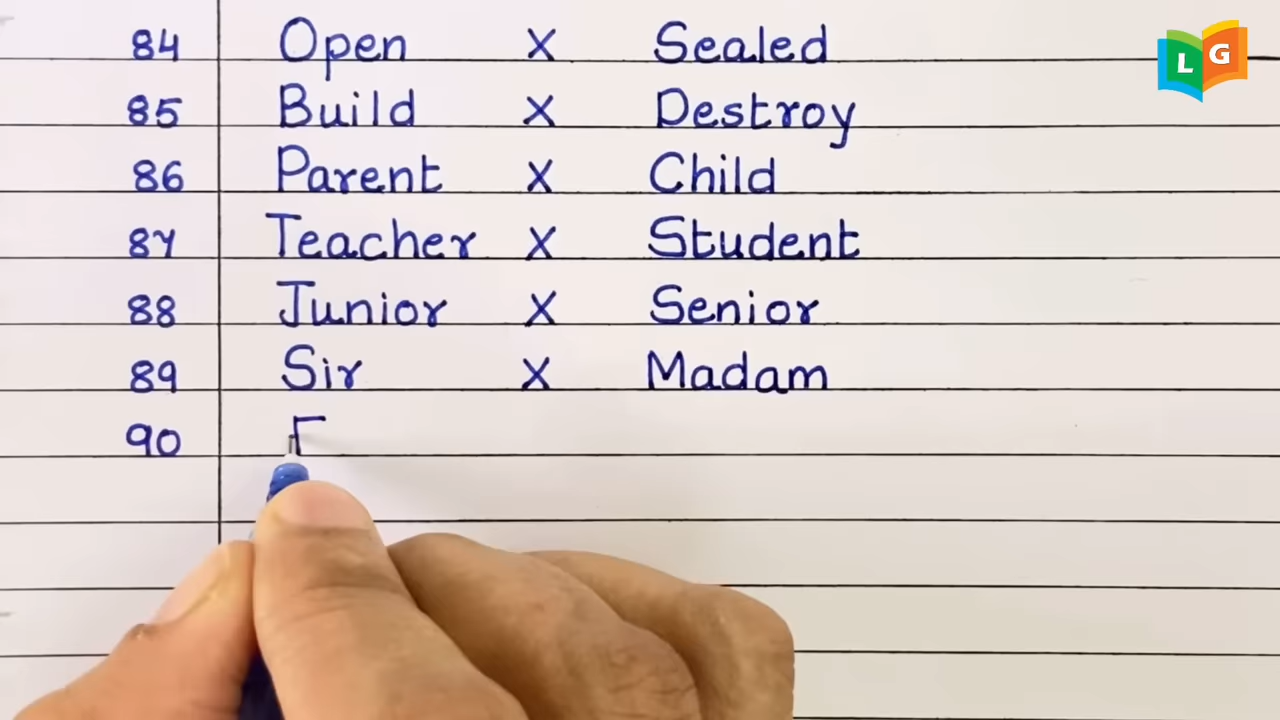 LG
84 Open X Sealed
85 Build X Destroy
86 Parent X Child
87 Teacher X Student
88 Junior X Senior
89 Sir X Madam
90